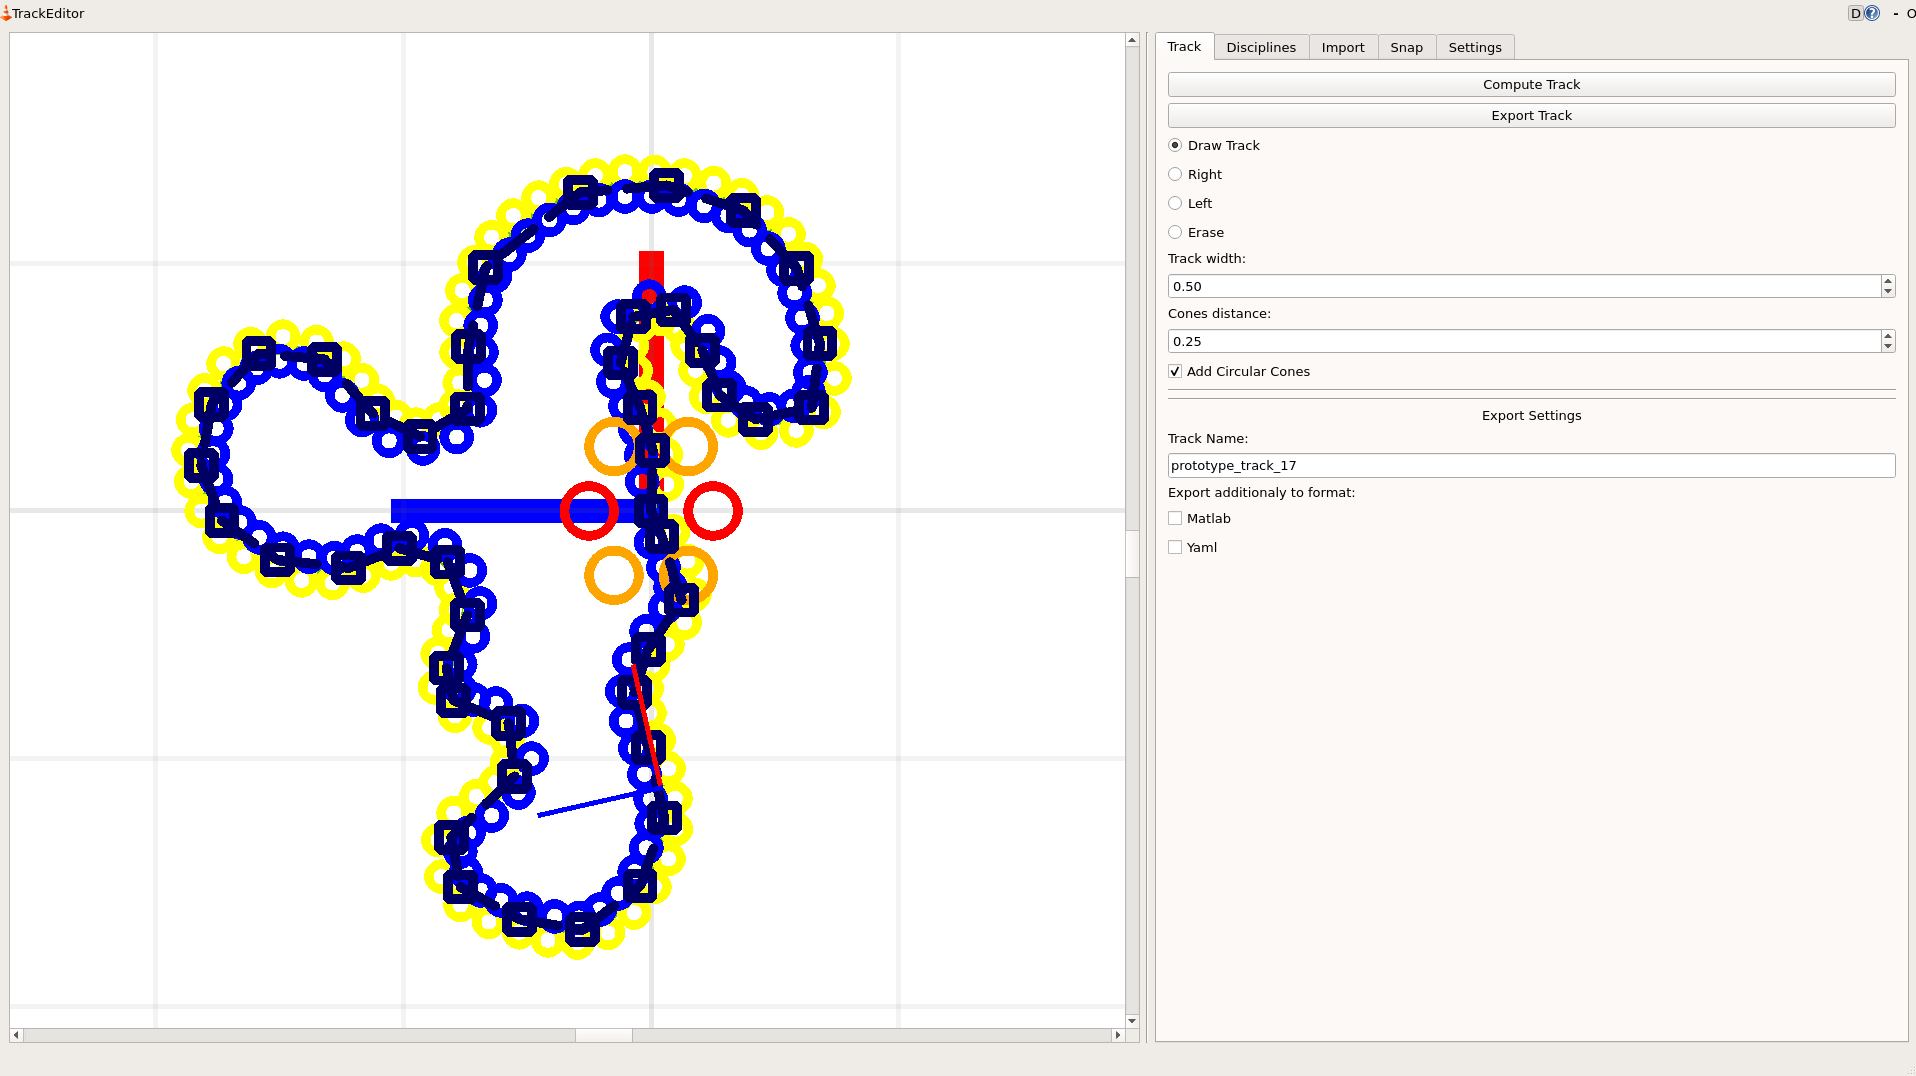 TrackEditor
D
Track
Disciplines
Import
Snap
Settings
Compute Track
Export Track
Draw Track
Right
Left
Erase
Track width:
0.50
Cones distance:
0.25
Add Circular Cones
Export Settings
Track Name:
prototype_track_17
Export additionaly to format:
Matlab
Yaml